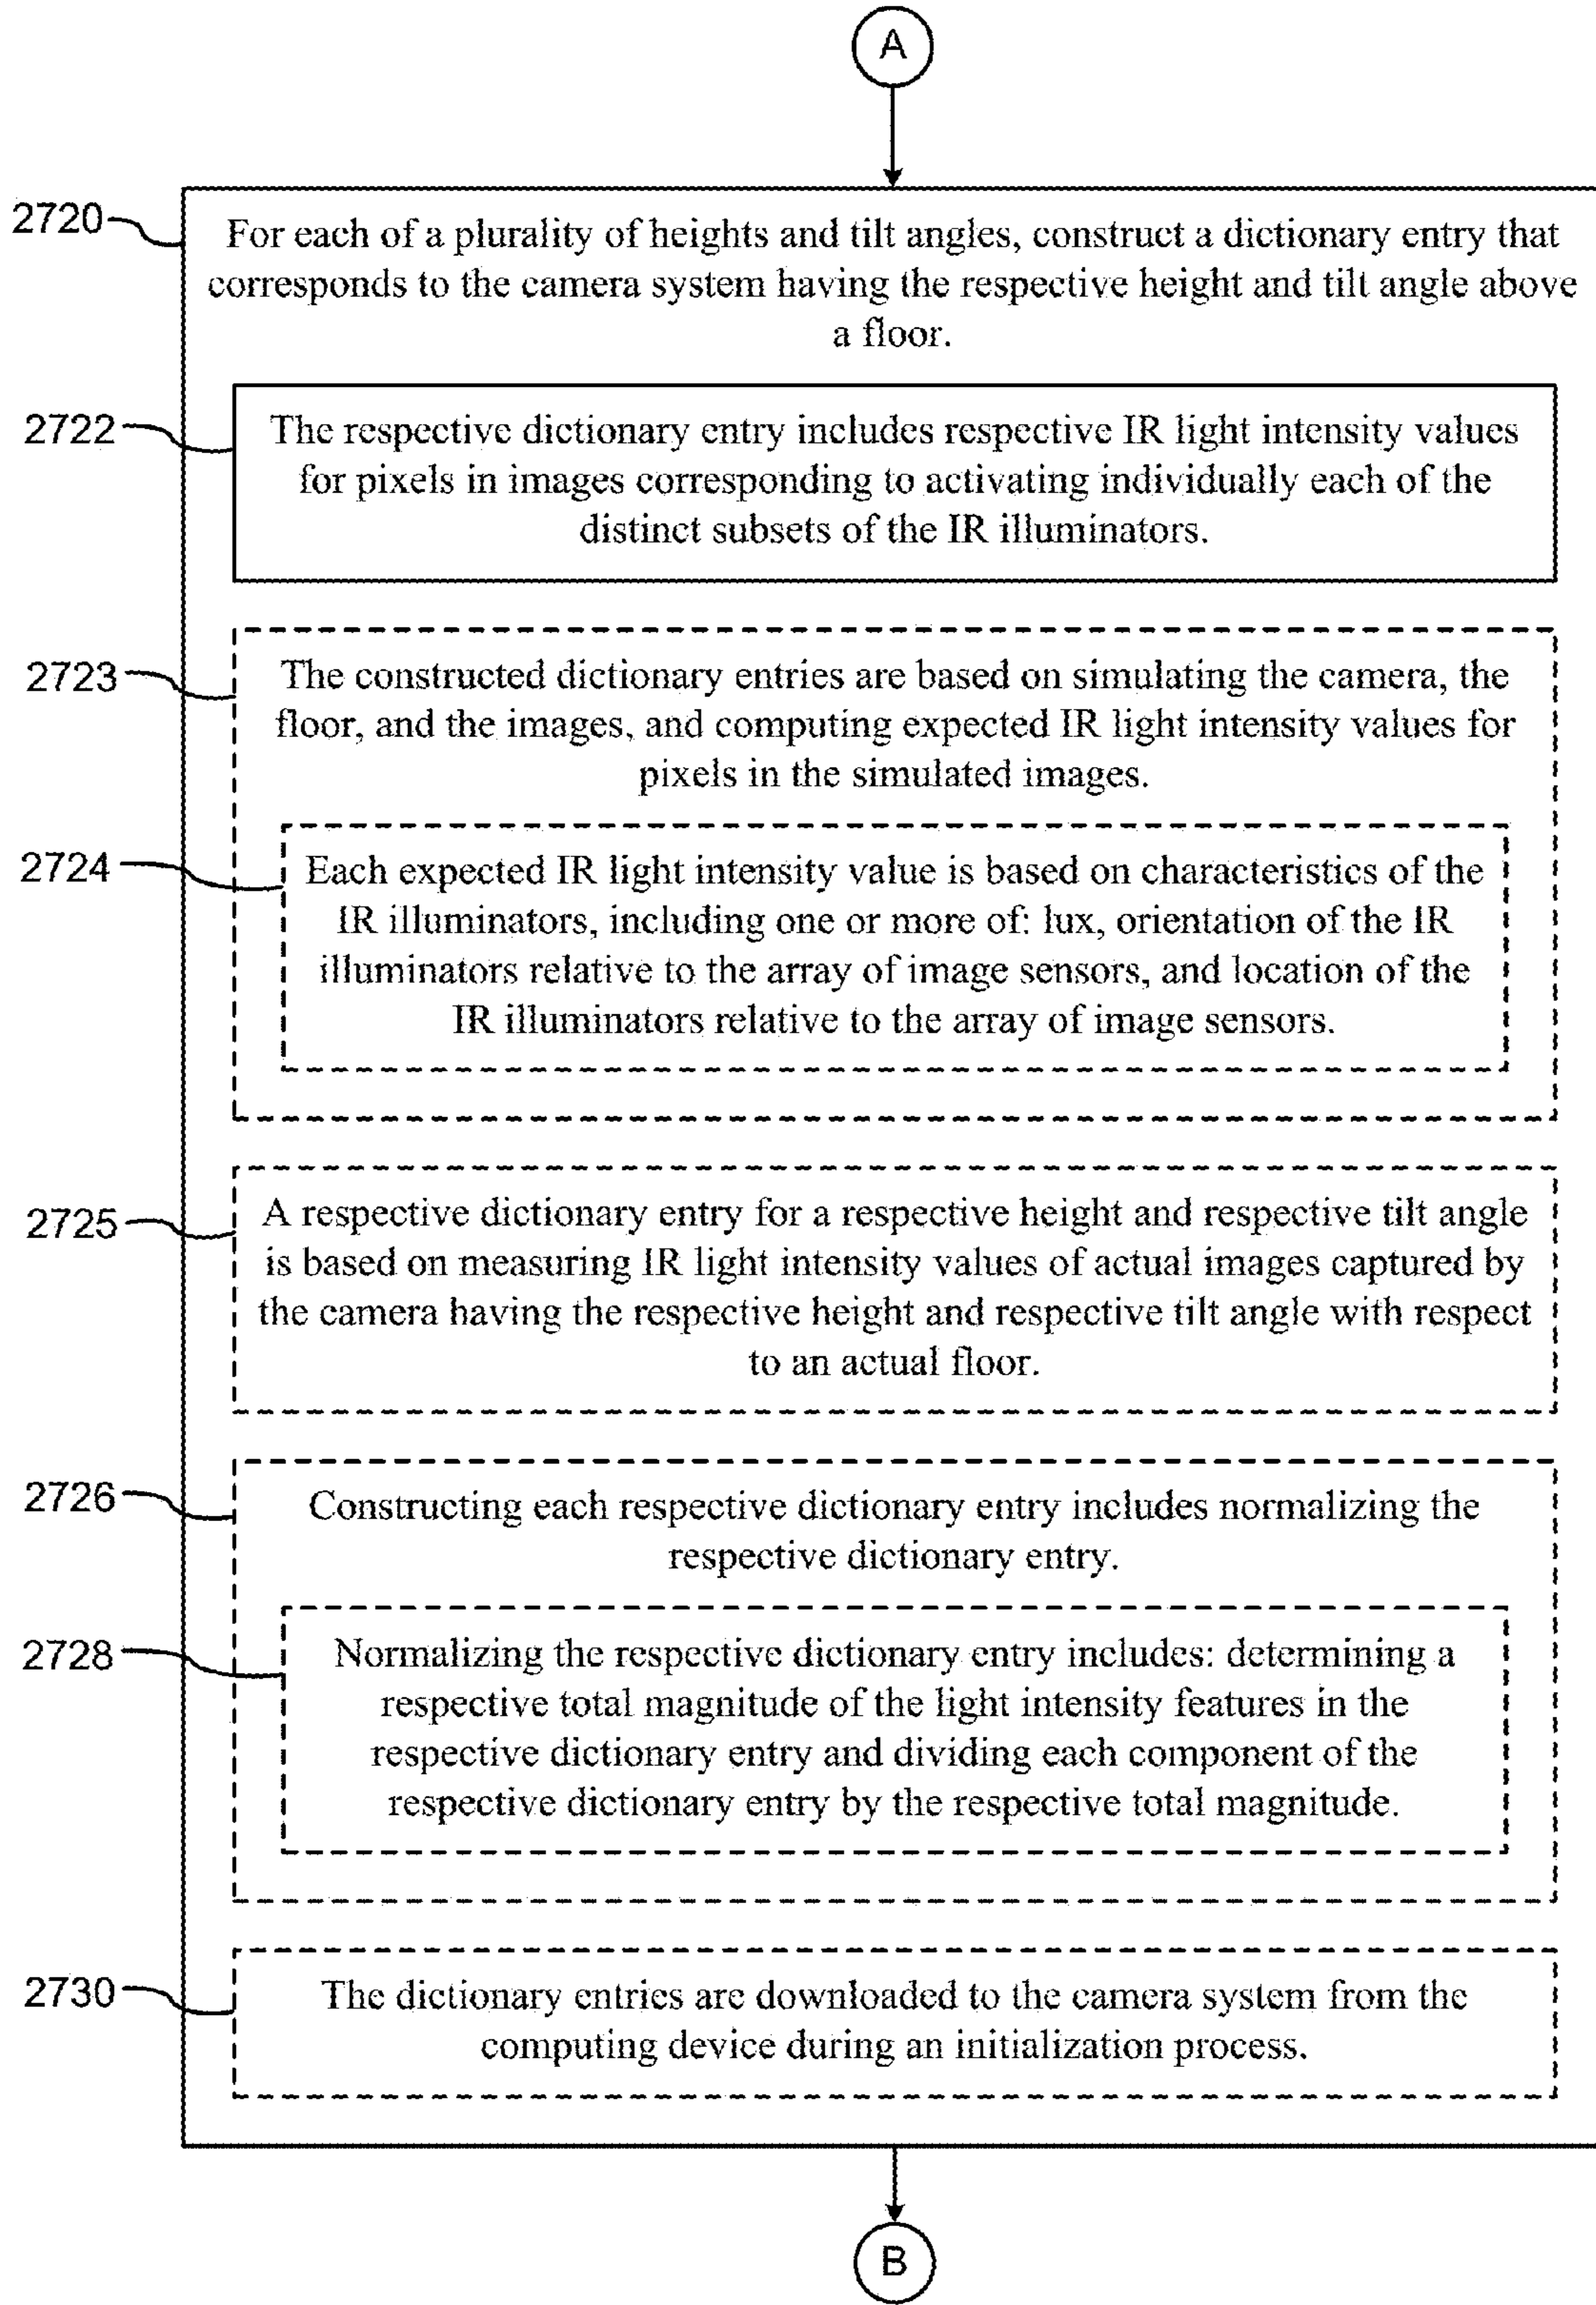 A
2720
For each of a plurality of heights and tilt angles, construct a dictionary entry that
corresponds to the camera system having the respective height and tilt angle above
a floor.
2722
The respective dictionary entry includes respective IR light intensity values
for pixels in images corresponding to activating individually each of the
distinct subsets of the IR illuminators.
2723
The constructed dictionary entries are based on simulating the camera, the
floor, and the images, and computing expected IR light intensity values for
pixels in the simulated images.
2724
Each expected IR light intensity value is based on characteristics of the
IR illuminators, including one or more of: lux, orientation of the IR
illuminators relative to the array of image sensors, and location of the
IR illuminators relative to the array of image sensors.
2725
A respective dictionary entry for a respective height and respective tilt angle
is based on measuring IR light intensity values of actual images captured by
the camera having the respective height and respective tilt angle with respect
to an actual floor.
2726
Constructing each respective dictionary entry includes normalizing the
respective dictionary entry.
2728
Normalizing the respective dictionary entry includes: determining a
respective total magnitude of the light intensity features in the
respective dictionary entry and dividing each component of the
respective dictionary entry by the respective total magnitude.
2730
The dictionary entries are downloaded to the camera system from the
computing device during an initialization process.
B